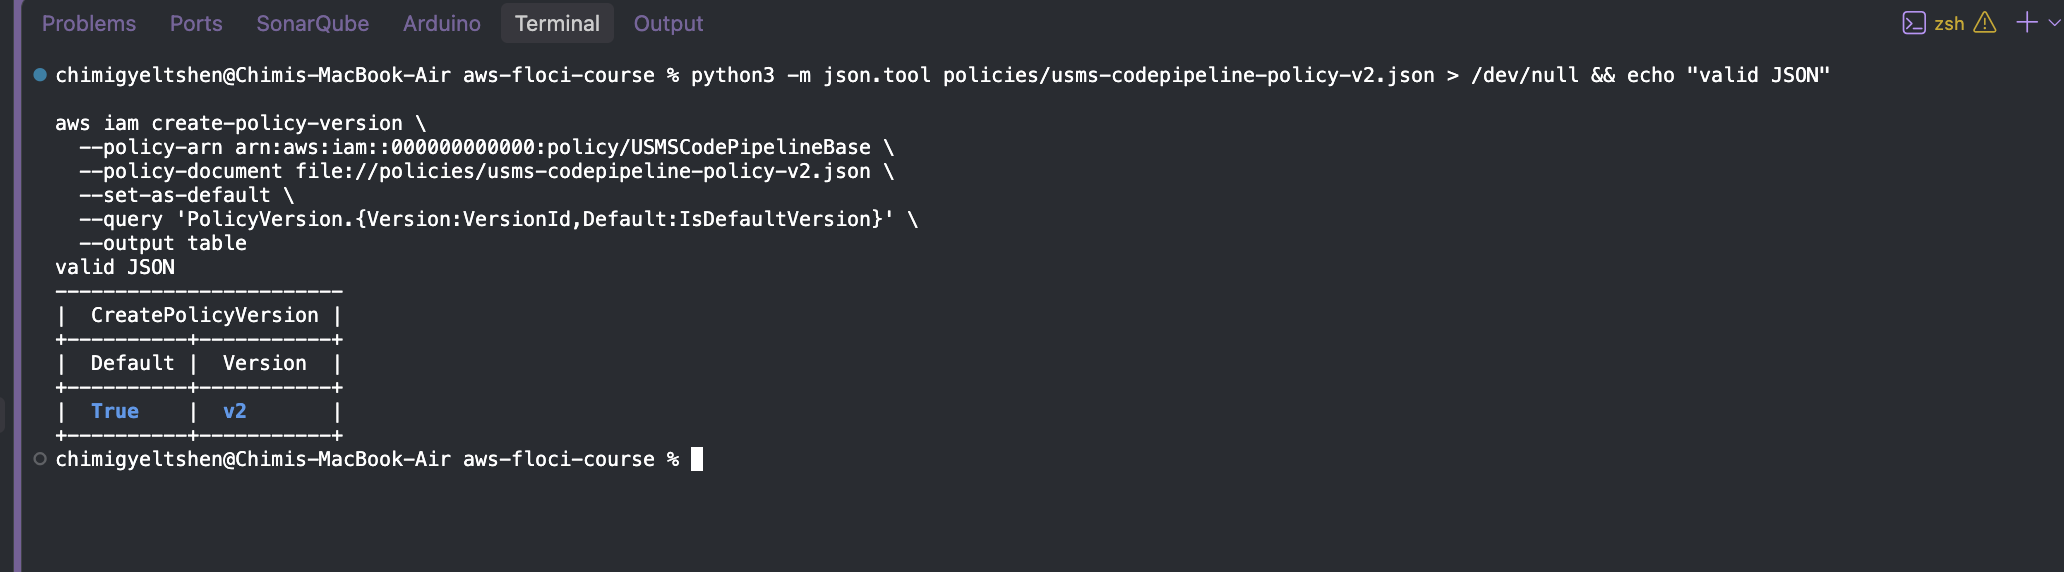 Problems Ports SonarQube Arduino Terminal Output zsh
chimigyeltshen@Chimis-MacBook-Air aws-floci-course % python3 -m json.tool policies/usms-codepipeline-policy-v2.json > /dev/null && echo "valid JSON"
aws iam create-policy-version \
  --policy-arn arn:aws:iam::000000000000:policy/USMSCodePipelineBase \
  --policy-document file://policies/usms-codepipeline-policy-v2.json \
  --set-as-default \
  --query 'PolicyVersion.{Version:VersionId,Default:IsDefaultVersion}' \
  --output table
valid JSON
------------------------
|  CreatePolicyVersion |
+----------+-----------+
|  Default |  Version  |
+----------+-----------+
|  True    |  v2       |
+----------+-----------+
chimigyeltshen@Chimis-MacBook-Air aws-floci-course %